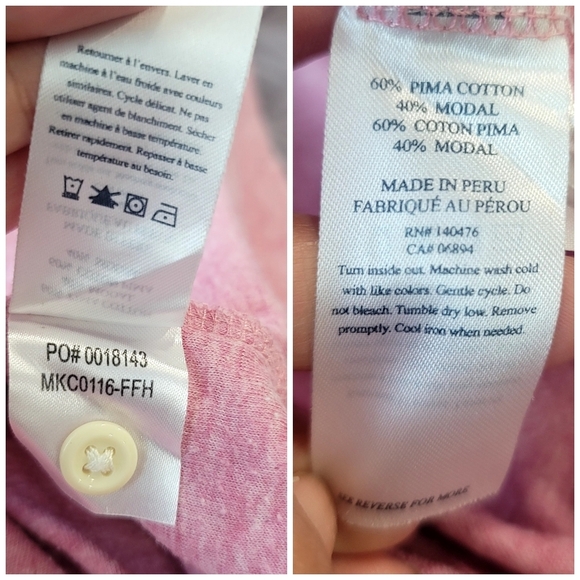 Retourner à l'envers. Laver en
machine à l'eau froide avec couleurs
similaires. Cycle délicat. Ne pas
utiliser agent de blanchiment. Sécher
en machine à basse température.
Retirer rapidement. Repasser à basse
température au besoin.
PO# 0018143
MKC0116-FFH
60% PIMA COTTON
40% MODAL
60% COTON PIMA
40% MODAL
MADE IN PERU
FABRIQUÉ AU PÉROU
RN# 140476
CA# 06894
Turn inside out. Machine wash cold
with like colors. Gentle cycle. Do
not bleach. Tumble dry low. Remove
promptly. Cool iron when needed.
REVERSE FOR MORE